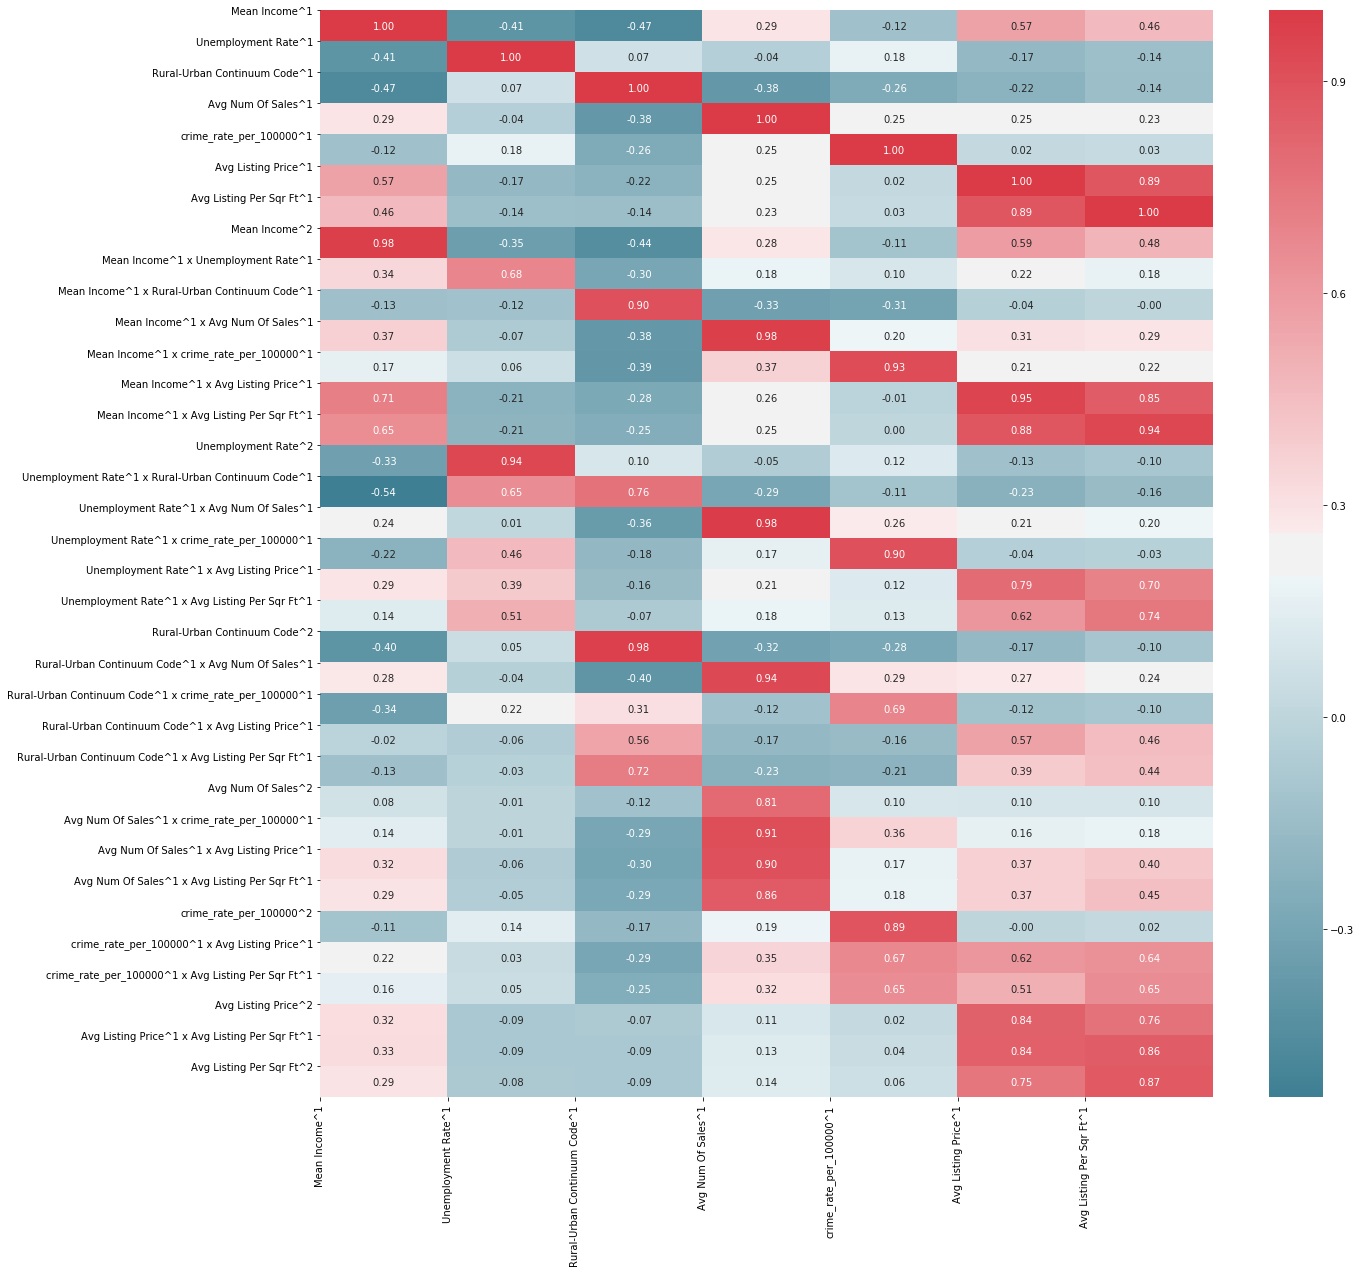 Mean Income^1
1.00 -0.41 -0.47 0.29 -0.12 0.57 0.46
0.9
Unemployment Rate^1
-0.41 1.00 0.07 -0.04 0.18 -0.17 -0.14
Rural-Urban Continuum Code^1
-0.47 0.07 1.00 -0.38 -0.26 -0.22 -0.14
Avg Num Of Sales^1
0.29 -0.04 -0.38 1.00 0.25 0.25 0.23
crime_rate_per_100000^1
-0.12 0.18 -0.26 0.25 1.00 0.02 0.03
Avg Listing Price^1
0.57 -0.17 -0.22 0.25 0.02 1.00 0.89
Avg Listing Per Sqr Ft^1
0.46 -0.14 -0.14 0.23 0.03 0.89 1.00
Mean Income^2
0.98 -0.35 -0.44 0.28 -0.11 0.59 0.48
Mean Income^1 x Unemployment Rate^1
0.34 0.68 -0.30 0.18 0.10 0.22 0.18
Mean Income^1 x Rural-Urban Continuum Code^1
0.6
-0.13 -0.12 0.90 -0.33 -0.31 -0.04 -0.00
Mean Income^1 x Avg Num Of Sales^1
0.37 -0.07 -0.38 0.98 0.20 0.31 0.29
Mean Income^1 x crime_rate_per_100000^1
0.17 0.06 -0.39 0.37 0.93 0.21 0.22
Mean Income^1 x Avg Listing Price^1
0.71 -0.21 -0.28 0.26 -0.01 0.95 0.85
Mean Income^1 x Avg Listing Per Sqr Ft^1
0.65 -0.21 -0.25 0.25 0.00 0.88 0.94
Unemployment Rate^2
-0.33 0.94 0.10 -0.05 0.12 -0.13 -0.10
Unemployment Rate^1 x Rural-Urban Continuum Code^1
-0.54 0.65 0.76 -0.29 -0.11 -0.23 -0.16
0.3
Unemployment Rate^1 x Avg Num Of Sales^1
0.24 0.01 -0.36 0.98 0.26 0.21 0.20
Unemployment Rate^1 x crime_rate_per_100000^1
-0.22 0.46 -0.18 0.17 0.90 -0.04 -0.03
Unemployment Rate^1 x Avg Listing Price^1
0.29 0.39 -0.16 0.21 0.12 0.79 0.70
Unemployment Rate^1 x Avg Listing Per Sqr Ft^1
0.14 0.51 -0.07 0.18 0.13 0.62 0.74
Rural-Urban Continuum Code^2
-0.40 0.05 0.98 -0.32 -0.28 -0.17 -0.10
Rural-Urban Continuum Code^1 x Avg Num Of Sales^1
0.28 -0.04 -0.40 0.94 0.29 0.27 0.24
Rural-Urban Continuum Code^1 x crime_rate_per_100000^1
-0.34 0.22 0.31 -0.12 0.69 -0.12 -0.10
0.0
Rural-Urban Continuum Code^1 x Avg Listing Price^1
-0.02 -0.06 0.56 -0.17 -0.16 0.57 0.46
Rural-Urban Continuum Code^1 x Avg Listing Per Sqr Ft^1
-0.13 -0.03 0.72 -0.23 -0.21 0.39 0.44
Avg Num Of Sales^2
0.08 -0.01 -0.12 0.81 0.10 0.10 0.10
Avg Num Of Sales^1 x crime_rate_per_100000^1
0.14 -0.01 -0.29 0.91 0.36 0.16 0.18
Avg Num Of Sales^1 x Avg Listing Price^1
0.32 -0.06 -0.30 0.90 0.17 0.37 0.40
Avg Num Of Sales^1 x Avg Listing Per Sqr Ft^1
0.29 -0.05 -0.29 0.86 0.18 0.37 0.45
crime_rate_per_100000^2
-0.11 0.14 -0.17 0.19 0.89 -0.00 0.02
-0.3
crime_rate_per_100000^1 x Avg Listing Price^1
0.22 0.03 -0.29 0.35 0.67 0.62 0.64
crime_rate_per_100000^1 x Avg Listing Per Sqr Ft^1
0.16 0.05 -0.25 0.32 0.65 0.51 0.65
Avg Listing Price^2
0.32 -0.09 -0.07 0.11 0.02 0.84 0.76
Avg Listing Price^1 x Avg Listing Per Sqr Ft^1
0.33 -0.09 -0.09 0.13 0.04 0.84 0.86
Avg Listing Per Sqr Ft^2
0.29 -0.08 -0.09 0.14 0.06 0.75 0.87
Mean Income^1
Unemployment Rate^1
Rural-Urban Continuum Code^1
Avg Num Of Sales^1
crime_rate_per_100000^1
Avg Listing Price^1
Avg Listing Per Sqr Ft^1